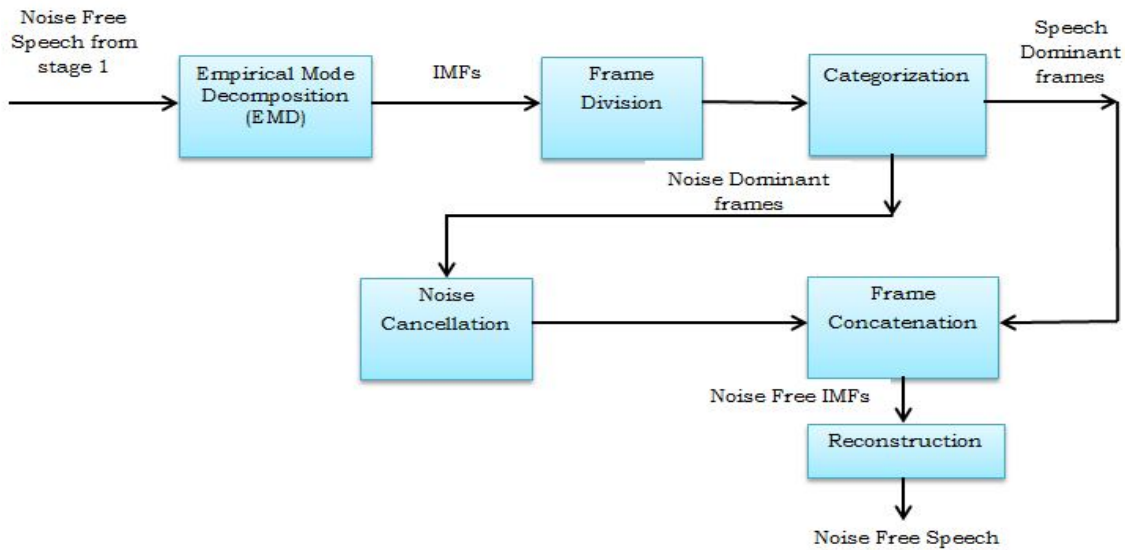 Noise Free
Speech from
stage 1
Empirical Mode
Decomposition
(EMD)
IMFs
Frame
Division
Categorization
Speech
Dominant
frames
Noise Dominant
frames
Noise
Cancellation
Frame
Concatenation
Noise Free IMFs
Reconstruction
Noise Free Speech